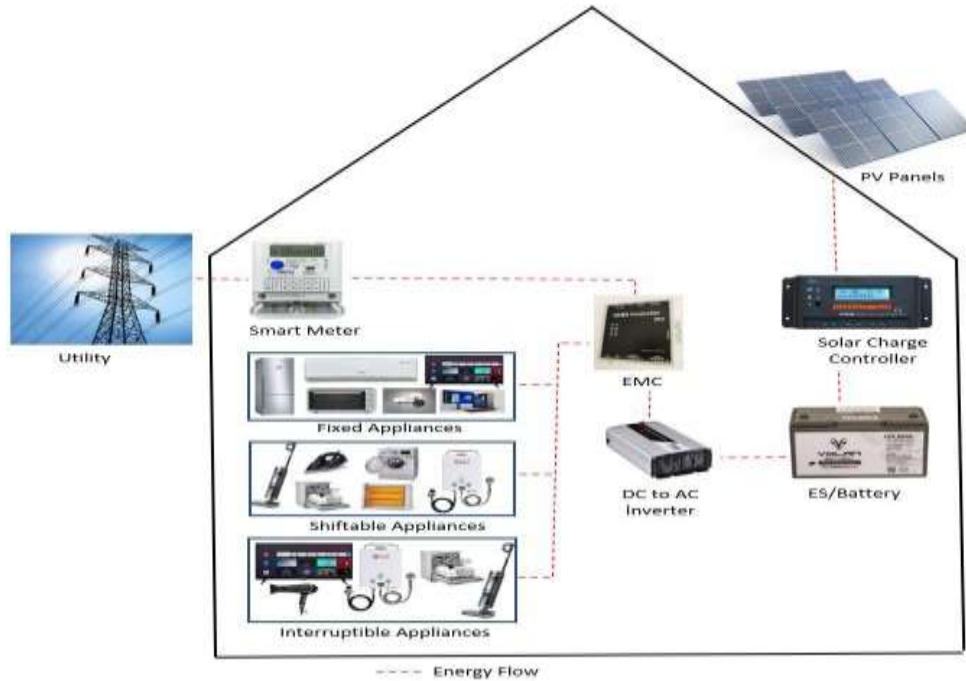 PV Panels
Utility
Smart Meter
Solar Charge
Controller
EMC
Fixed Appliances
DC to AC
Inverter
ES/Battery
Shiftable Appliances
Interruptible Appliances
Energy Flow